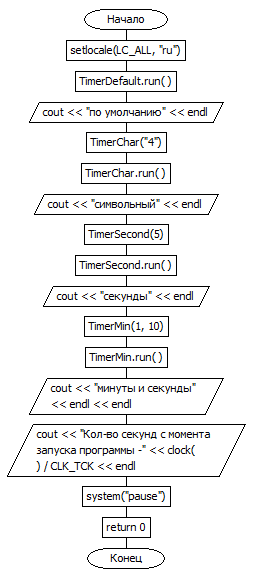 Начало
setlocale(LC_ALL, "ru")
TimerDefault.run( )
cout << "по умолчанию" << endl
TimerChar("4")
TimerChar.run( )
cout << "символьный" << endl
TimerSecond(5)
TimerSecond.run( )
cout << "секунды" << endl
TimerMin(1, 10)
TimerMin.run( )
cout << "минуты и секунды"
<< endl << endl
cout << "Кол-во секунд с момента
запуска программы -" << clock(
) / CLK_TCK << endl
system("pause")
return 0
Конец